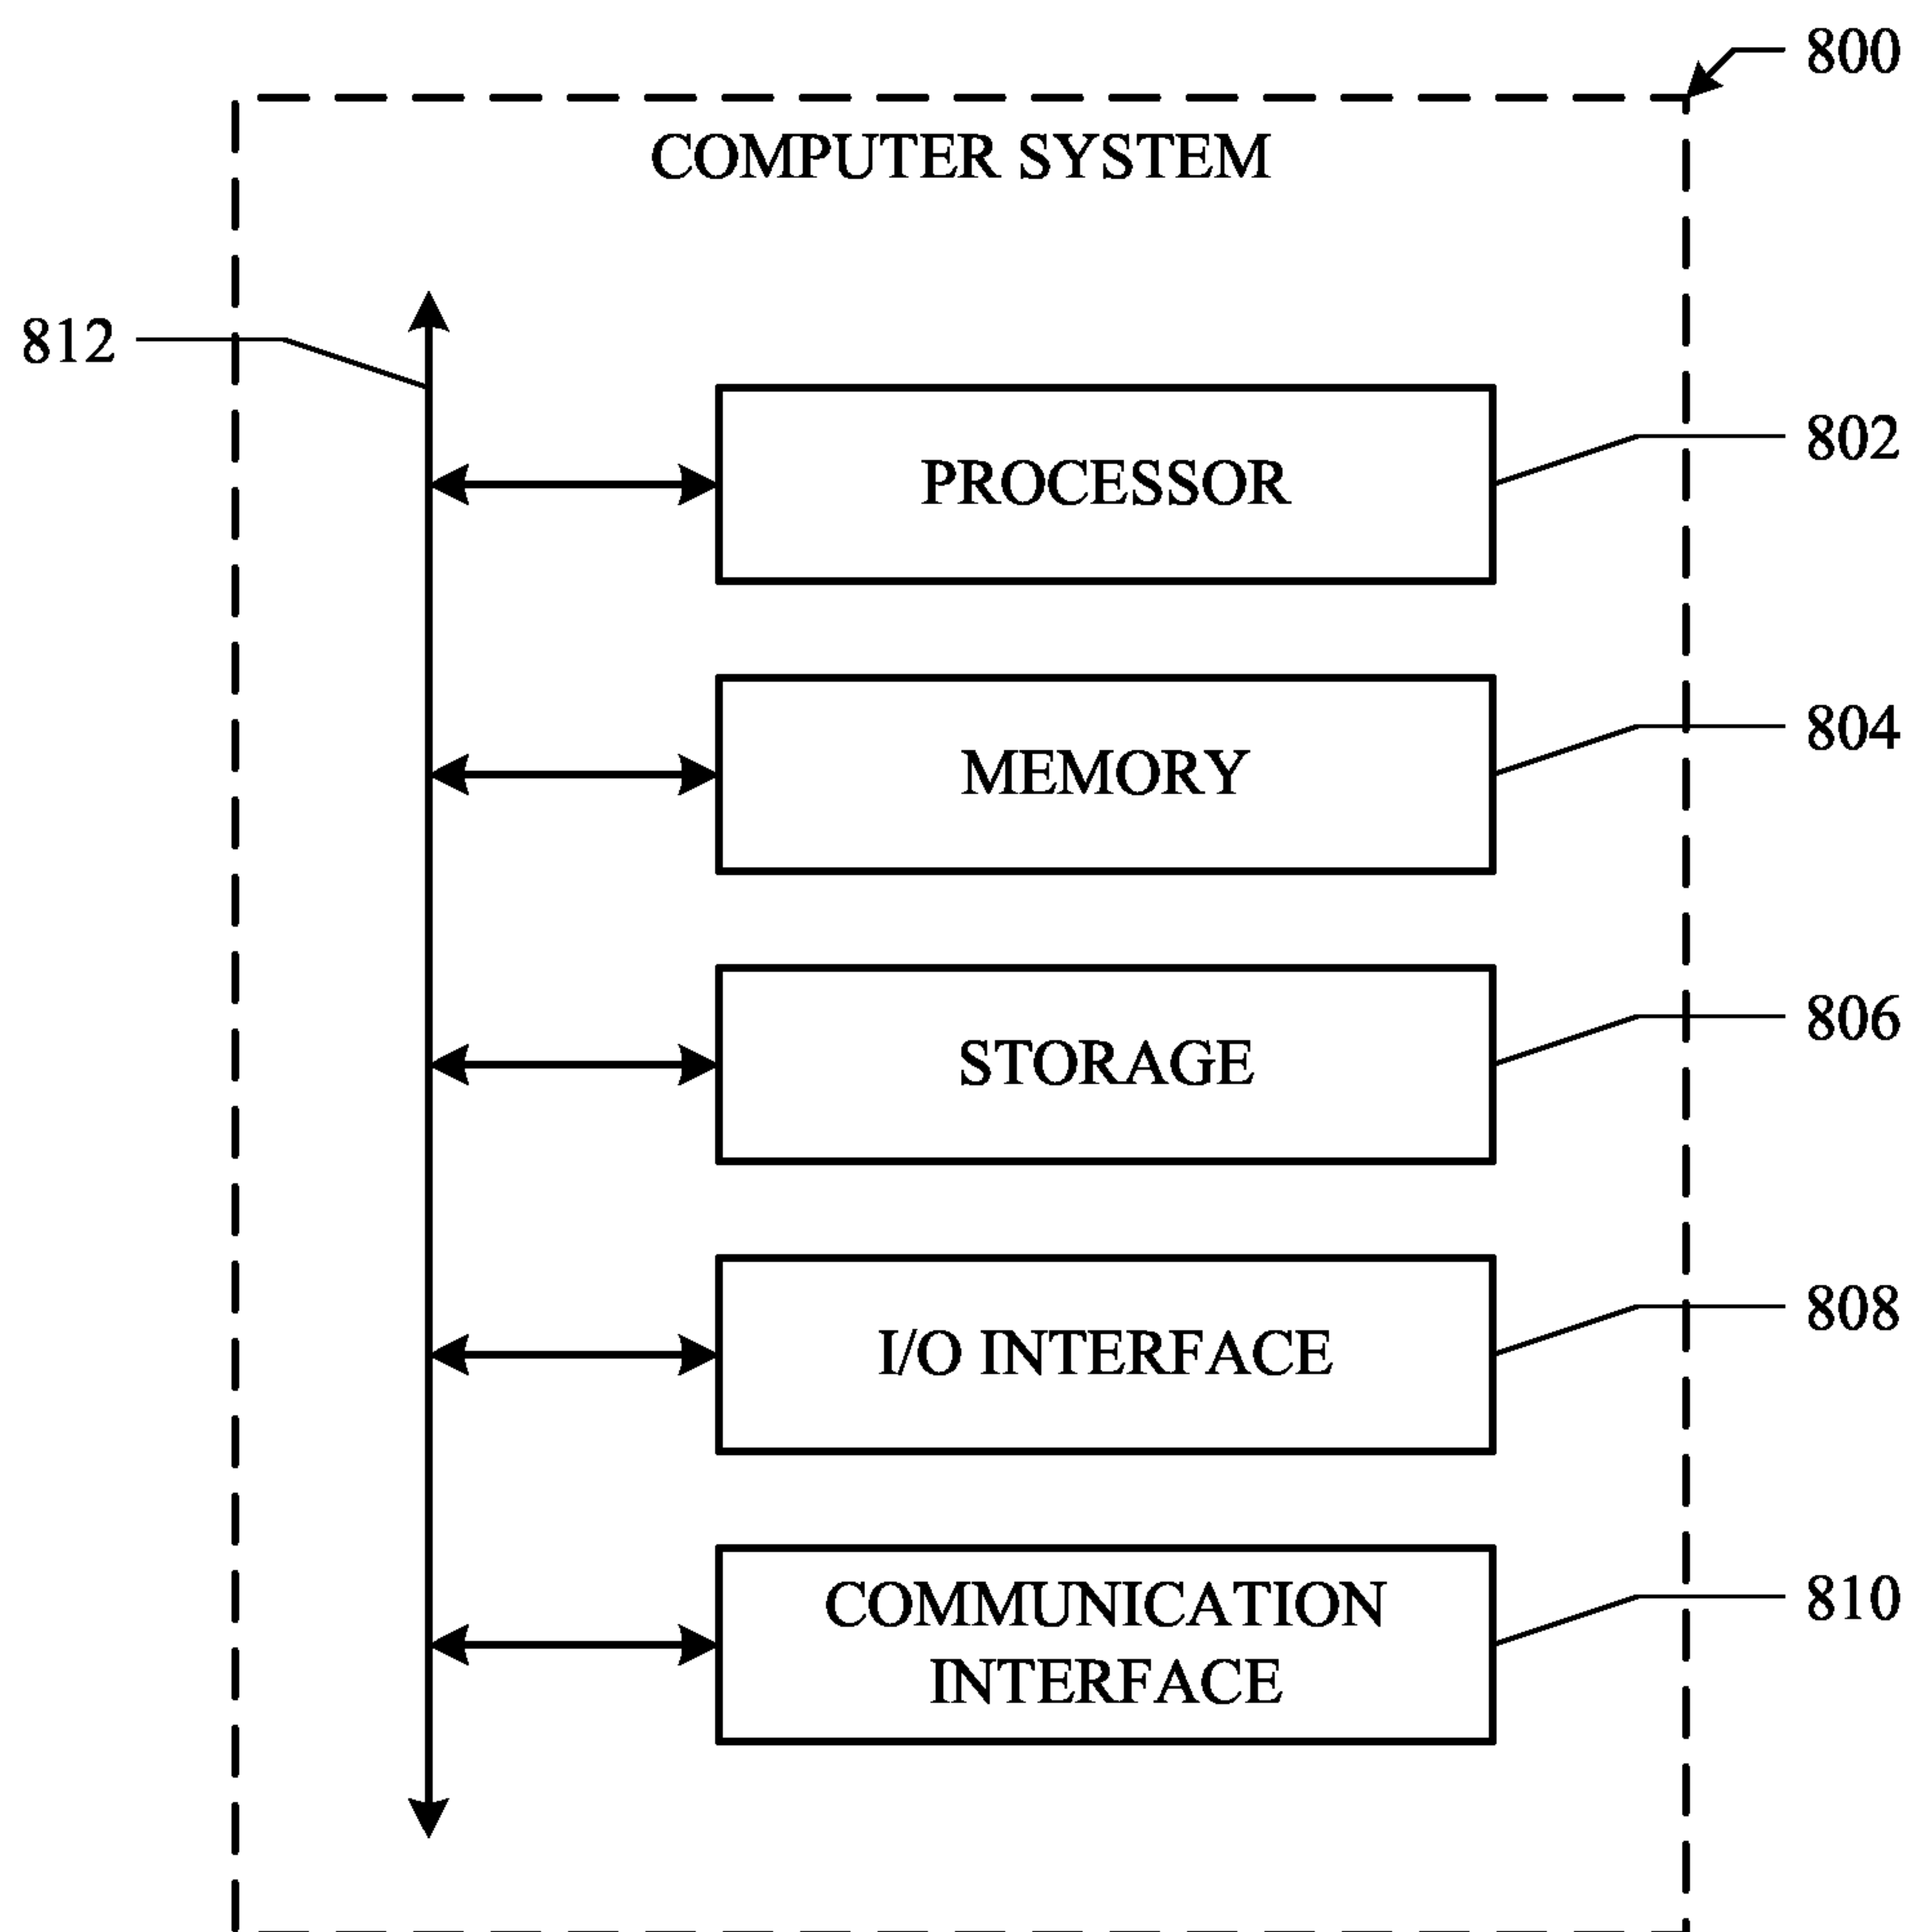 800
COMPUTER SYSTEM
812
802
PROCESSOR
804
MEMORY
806
STORAGE
808
I/O INTERFACE
810
COMMUNICATION
INTERFACE